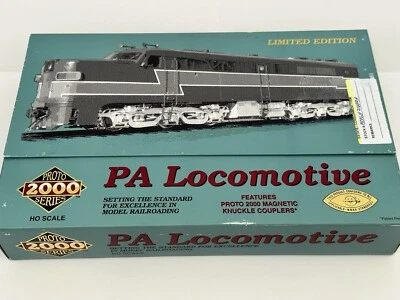 LIMITED EDITION
PROTO
2000
SERIES
HO SCALE
PA Locomotive
SETTING THE STANDARD
FOR EXCELLENCE IN
MODEL RAILROADING
FEATURES
PROTO 2000 MAGNETIC
KNUCKLE COUPLERS*
PROTO
2000
SERIES
PA Locomotive
SETTING THE STANDARD FOR EXCELLENCE
IN MODEL RAILROADING